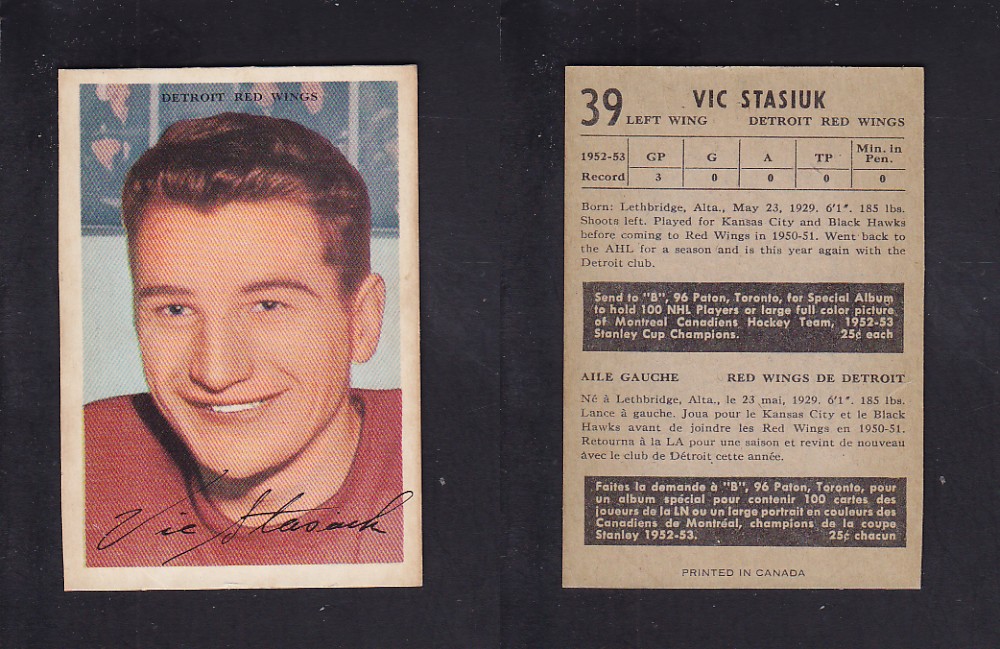 DETROIT RED WINGS
Vic Stasiuk
39 VIC STASIUK
LEFT WING DETROIT RED WINGS
1952-53 GP G A TP Min. in Pen.
Record 3 0 0 0 0
Born: Lethbridge, Alta., May 23, 1929. 6'1". 185 lbs.
Shoots left. Played for Kansas City and Black Hawks
before coming to Red Wings in 1950-51. Went back to
the AHL for a season and is this year again with the
Detroit club.
Send to "B", 96 Paton, Toronto, for Special Album
to hold 100 NHL Players or large full color picture
of Montreal Canadiens Hockey Team, 1952-53
Stanley Cup Champions. 25¢ each
AILE GAUCHE RED WINGS DE DETROIT
Né à Lethbridge, Alta., le 23 mai, 1929. 6'1". 185 lbs.
Lance à gauche. Joua pour le Kansas City et le Black
Hawks avant de joindre les Red Wings en 1950-51.
Retourna à la LA pour une saison et revint de nouveau
avec le club de Détroit cette année.
Faites la demande à "B", 96 Paton, Toronto, pour
un album spécial pour contenir 100 cartes des
joueurs de la LN ou un large portrait en couleurs des
Canadiens de Montréal, champions de la coupe
Stanley 1952-53. 25¢ chacun
PRINTED IN CANADA